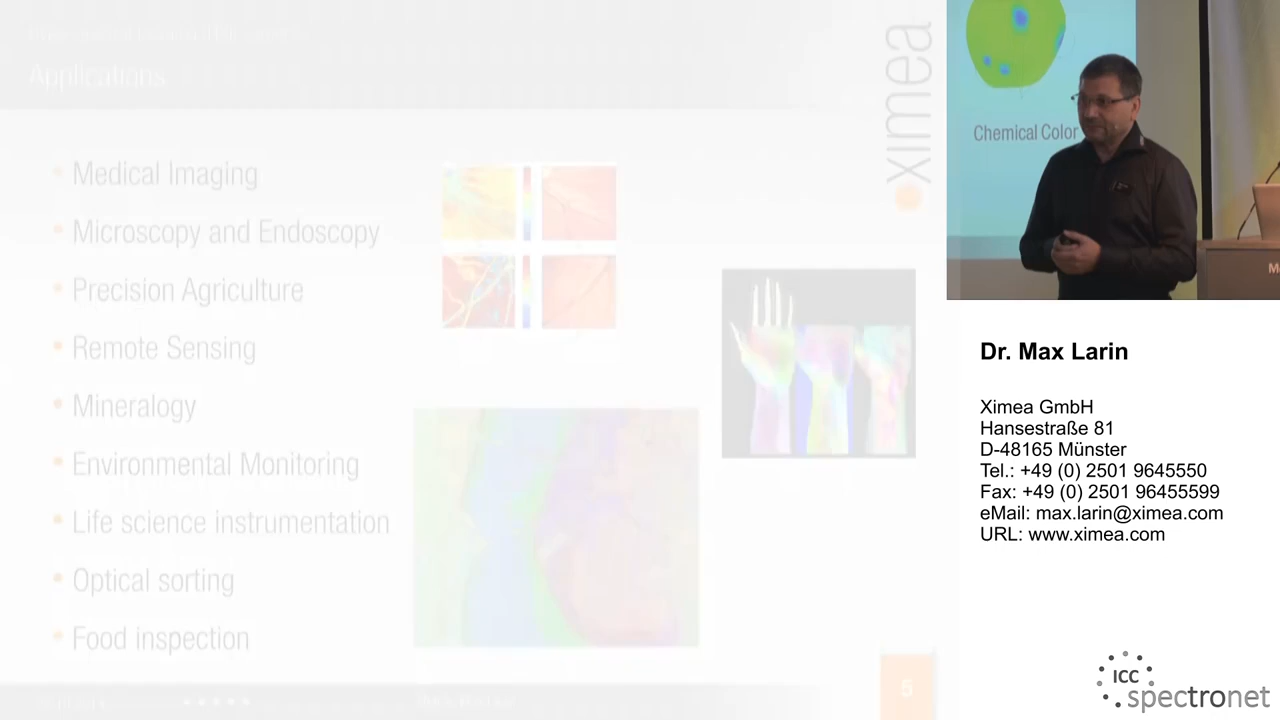 Applications
ximea
• Medical Imaging
• Microscopy and Endoscopy
• Precision Agriculture
• Remote Sensing
• Mineralogy
• Environmental Monitoring
• Life science instrumentation
• Optical sorting
• Food inspection
5
Chemical Color
M
Dr. Max Larin
Ximea GmbH
Hansestraße 81
D-48165 Münster
Tel.: +49 (0) 2501 9645550
Fax: +49 (0) 2501 96455599
eMail: max.larin@ximea.com
URL: www.ximea.com
ICC
spectronet